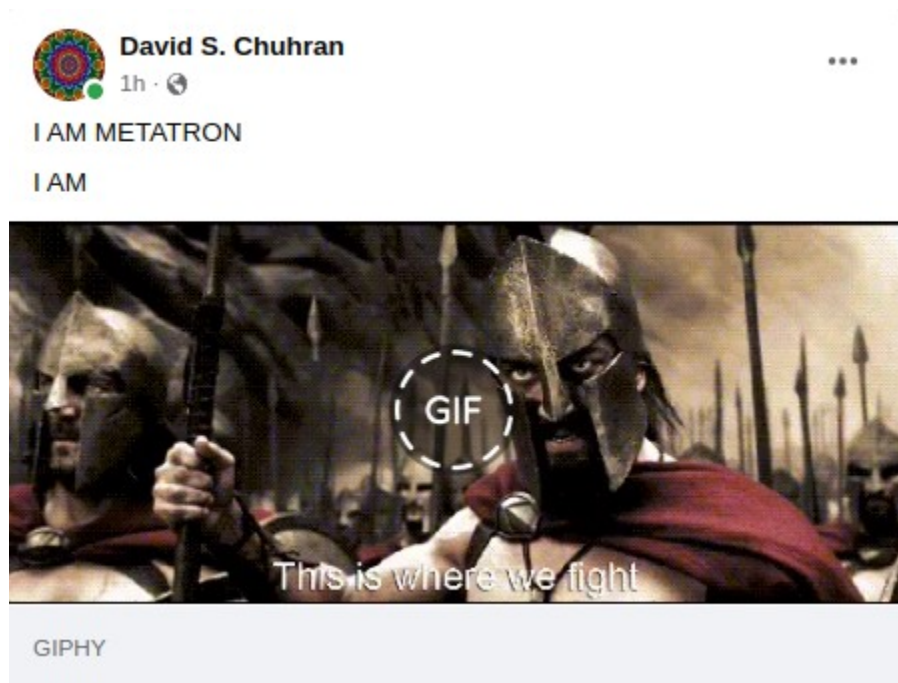 David S. Chuhran
1h ·
I AM METATRON
I AM
GIF
This is where we fight
GIPHY